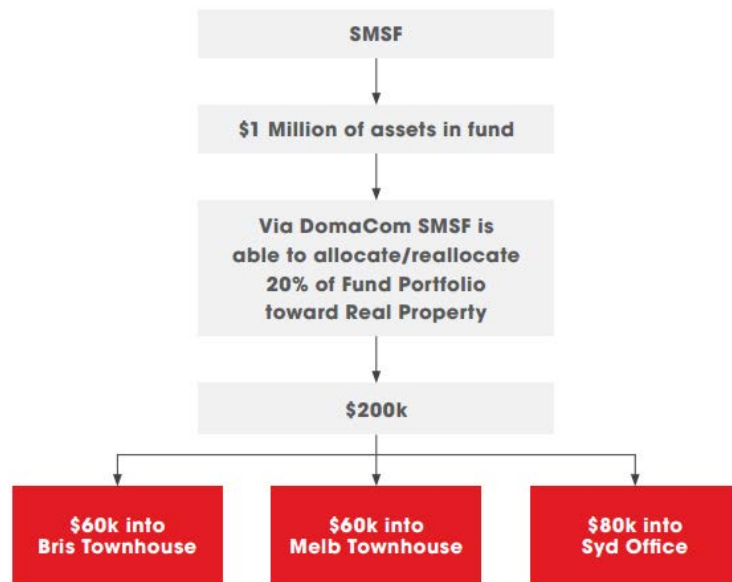 SMSF
$1 Million of assets in fund
Via DomaCom SMSF is
able to allocate/reallocate
20% of Fund Portfolio
toward Real Property
$200k
$60k into
Bris Townhouse
$60k into
Melb Townhouse
$80k into
Syd Office